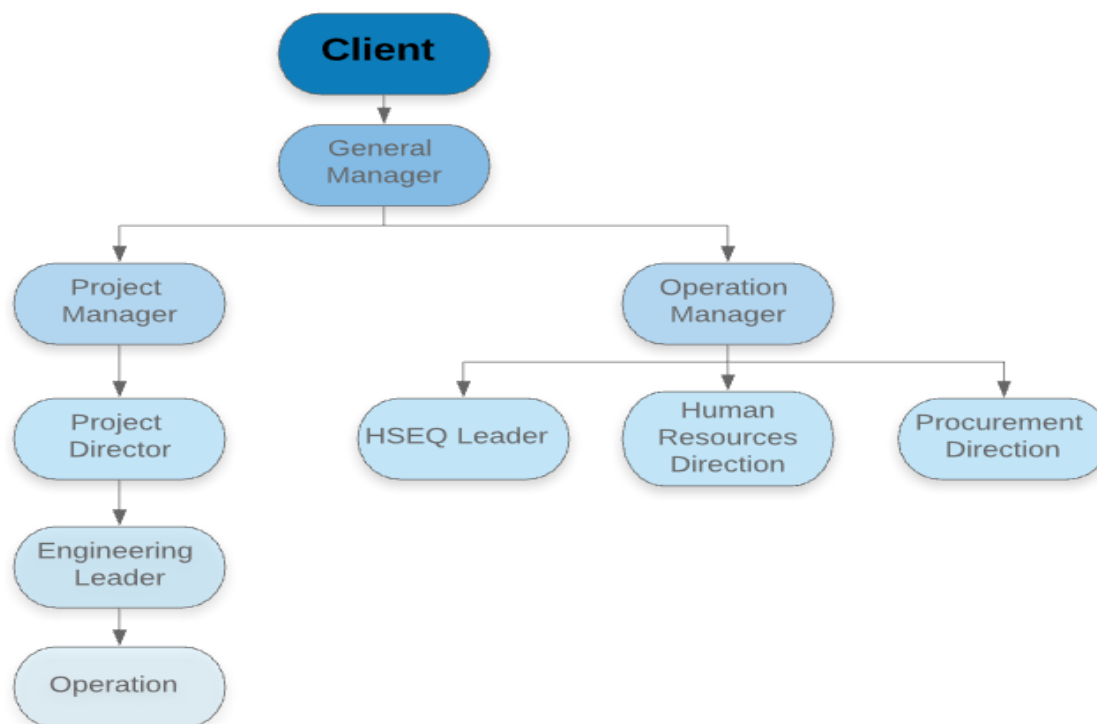 Client
General
Manager
Project
Manager
Operation
Manager
Project
Director
HSEQ Leader
Human
Resources
Direction
Procurement
Direction
Engineering
Leader
Operation